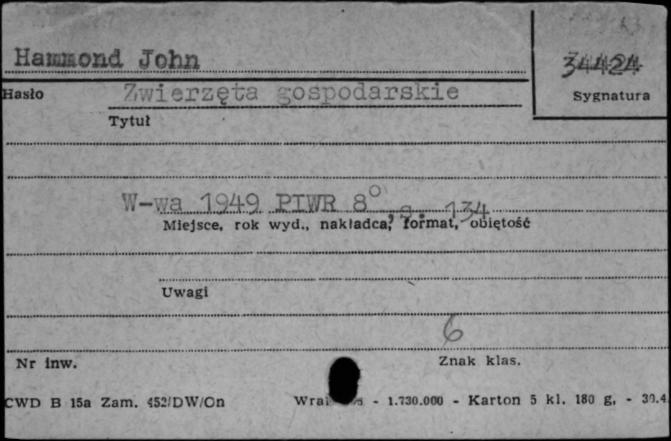 Hammond John
34424
Hasło
Zwierzęta gospodarskie
Sygnatura
Tytuł
W-wa 1949 PIWR 8°, s. 134
Miejsce, rok wyd., nakładca, format, objętość
Uwagi
6
Nr inw.
Znak klas.
CWD B 15a Zam. 452/DW/On - 1.730.000 - Karton 5 kl. 180 g. - 30.4